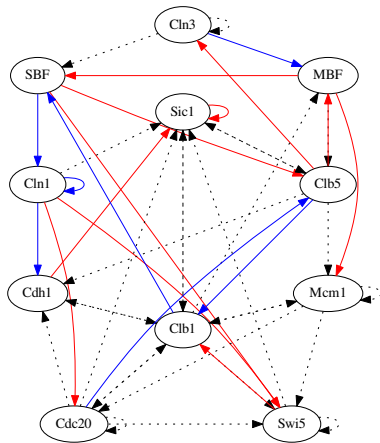 Cln3
SBF
MBF
Sic1
Cln1
Clb5
Cdh1
Mcm1
Clb1
Cdc20
Swi5